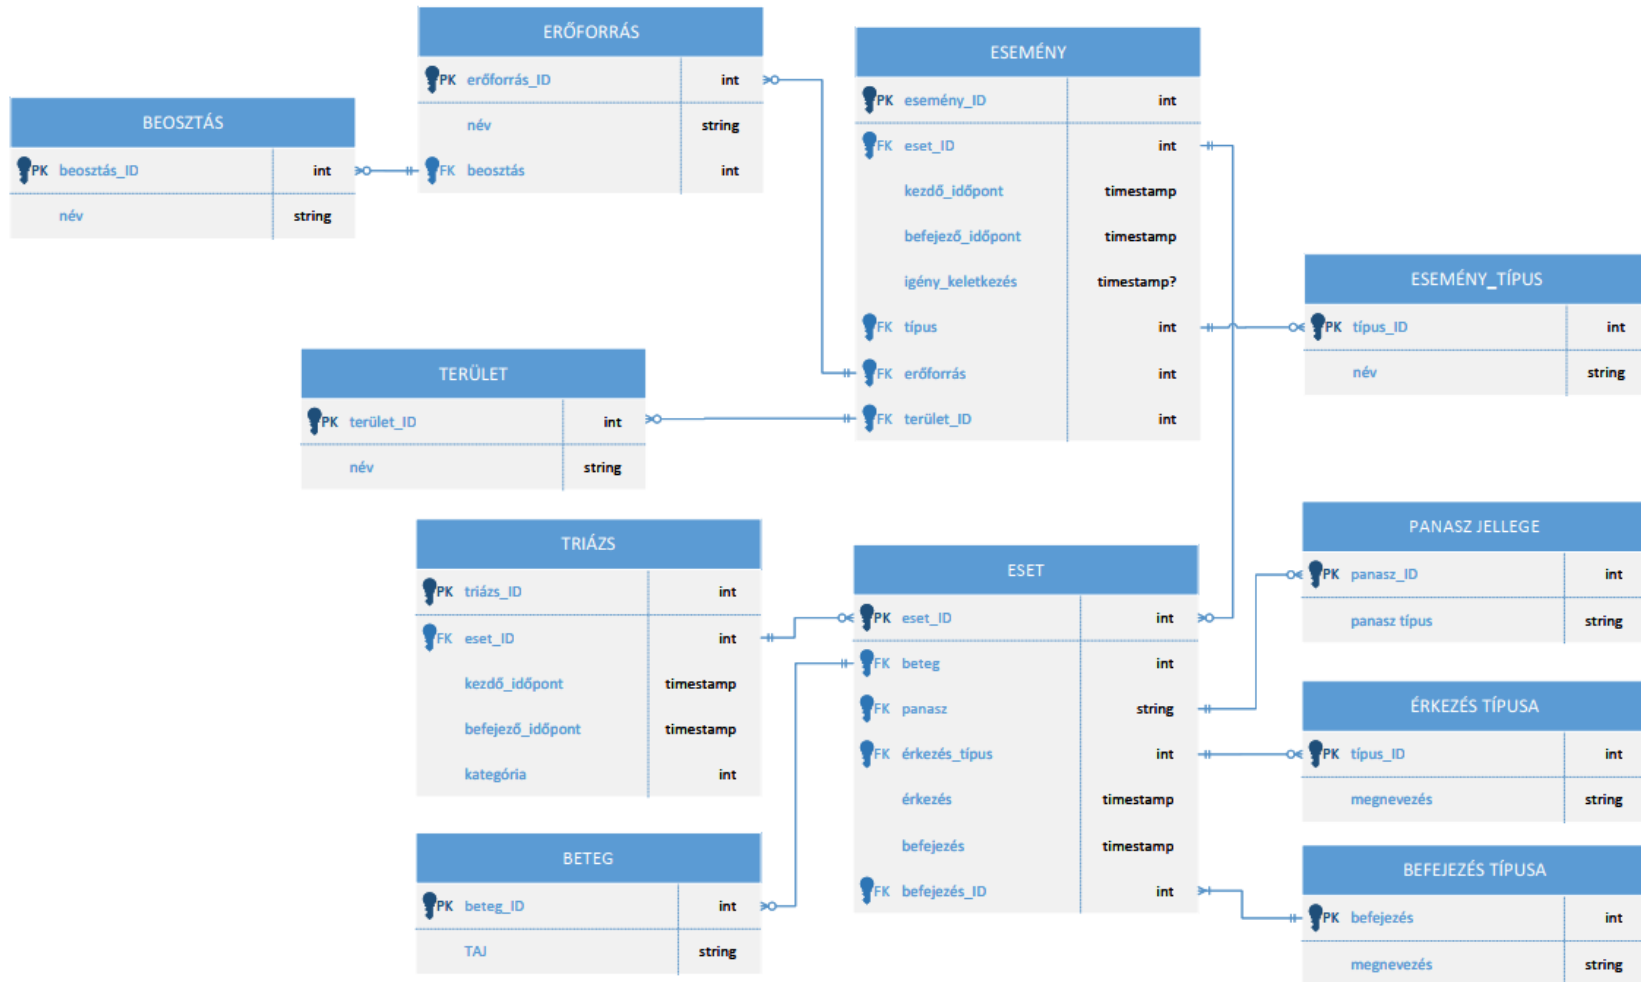 ERŐFORRÁS
PK erőforrás_ID int
név string
FK beosztás int
BEOSZTÁS
PK beosztás_ID int
név string
ESEMÉNY
PK esemény_ID int
FK eset_ID int
kezdő_időpont timestamp
befejező_időpont timestamp
igény_keletkezés timestamp?
FK típus int
FK erőforrás int
FK terület_ID int
ESEMÉNY_TÍPUS
PK típus_ID int
név string
TERÜLET
PK terület_ID int
név string
TRIÁZS
PK triázs_ID int
FK eset_ID int
kezdő_időpont timestamp
befejező_időpont timestamp
kategória int
ESET
PK eset_ID int
FK beteg int
FK panasz string
FK érkezés_típus int
érkezés timestamp
befejezés timestamp
FK befejezés_ID int
PANASZ JELLEGE
PK panasz_ID int
panasz típus string
ÉRKEZÉS TÍPUSA
PK típus_ID int
megnevezés string
BETEG
PK beteg_ID int
TAJ string
BEFEJEZÉS TÍPUSA
PK befejezés int
megnevezés string